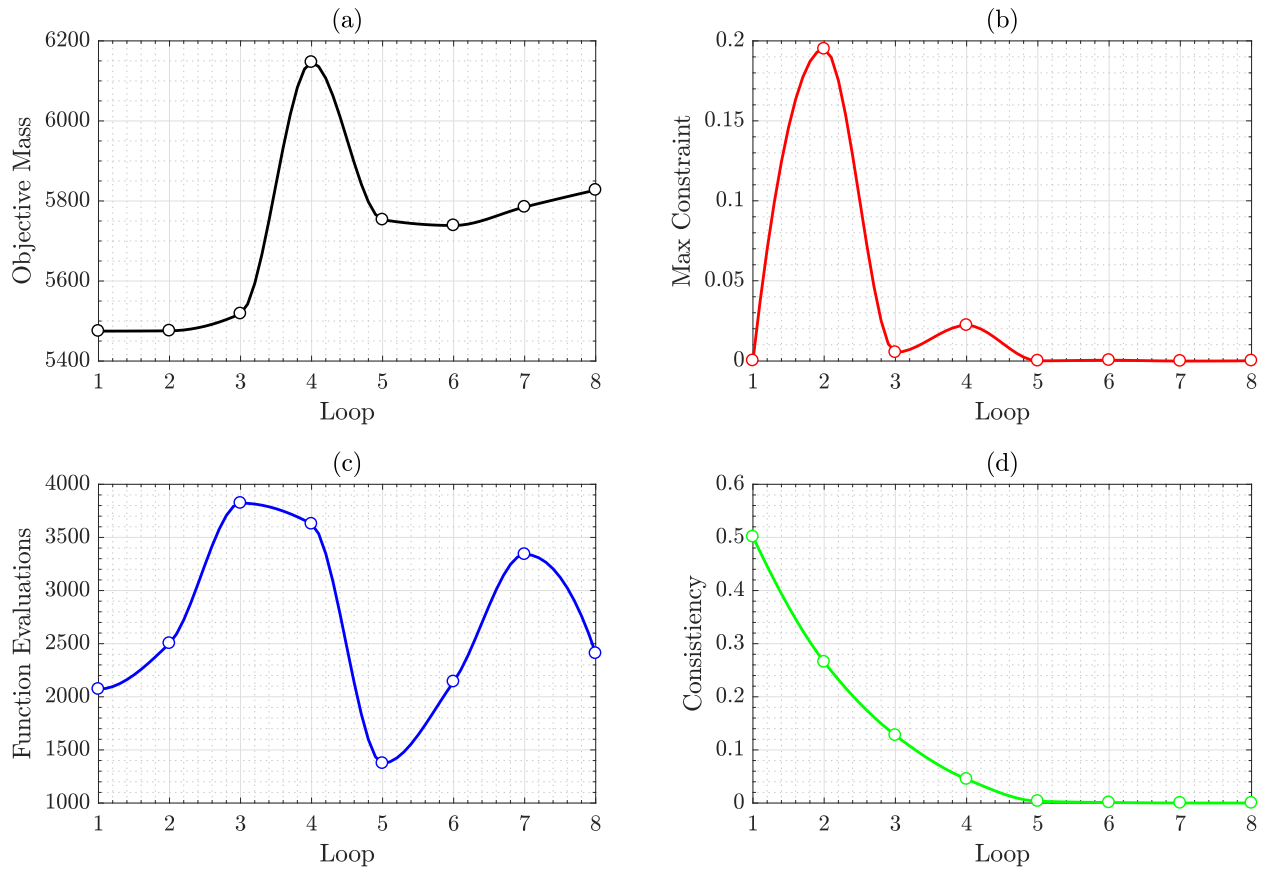 (a)
6200
6000
5800
5600
5400
Objective Mass
1 2 3 4 5 6 7 8
Loop
(b)
0.2
0.15
0.1
0.05
0
Max Constraint
1 2 3 4 5 6 7 8
Loop
(c)
4000
3500
3000
2500
2000
1500
1000
Function Evaluations
1 2 3 4 5 6 7 8
Loop
(d)
0.6
0.5
0.4
0.3
0.2
0.1
0
Consistiency
1 2 3 4 5 6 7 8
Loop